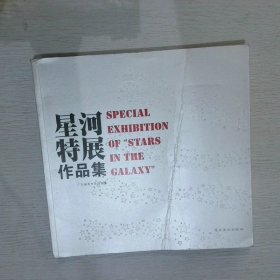 星河
特展
作品集
SPECIAL
EXHIBITION
OF "STARS
IN THE
GALAXY"